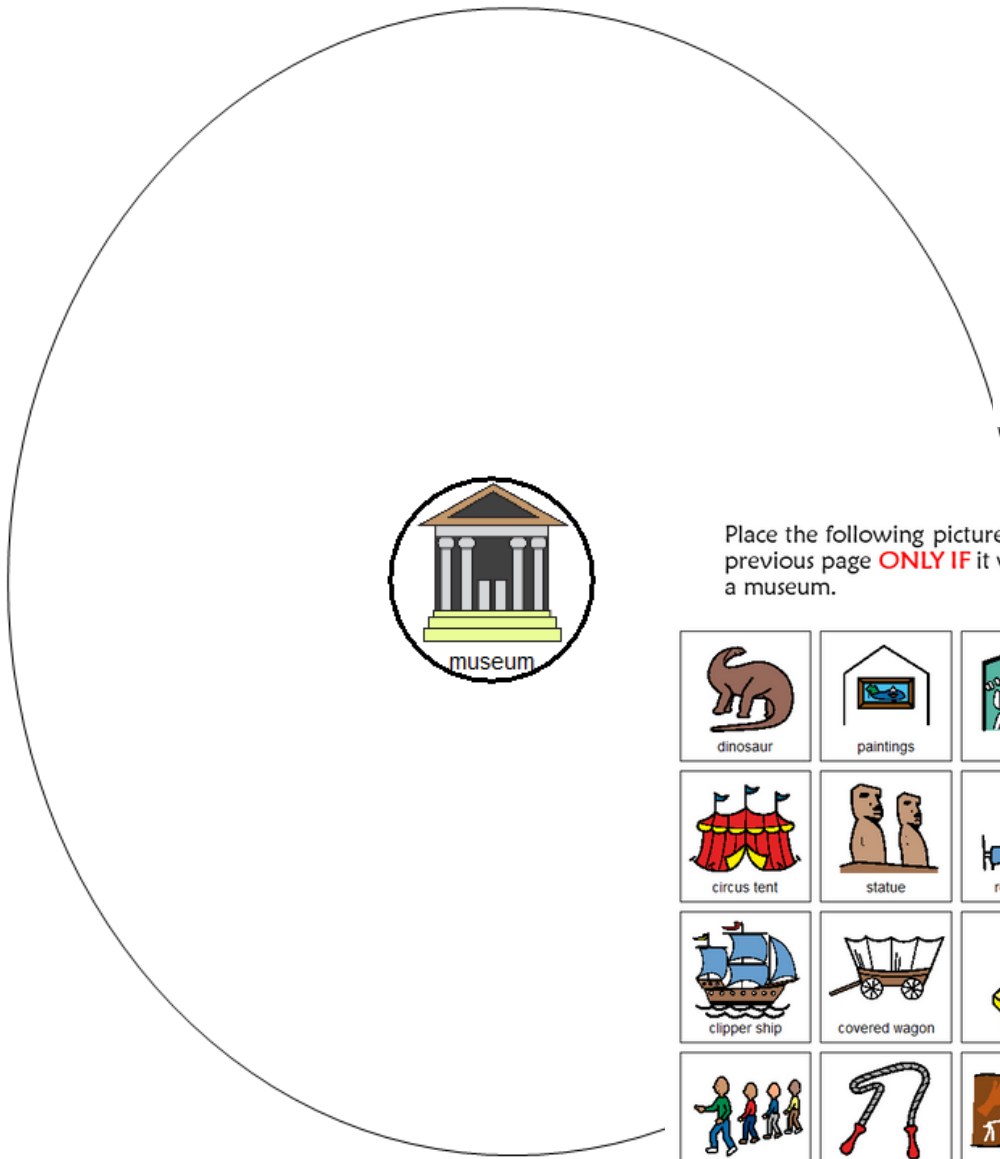 museum
Place the following picture
previous page ONLY IF it
a museum.
dinosaur
paintings
circus tent
statue
clipper ship
covered wagon